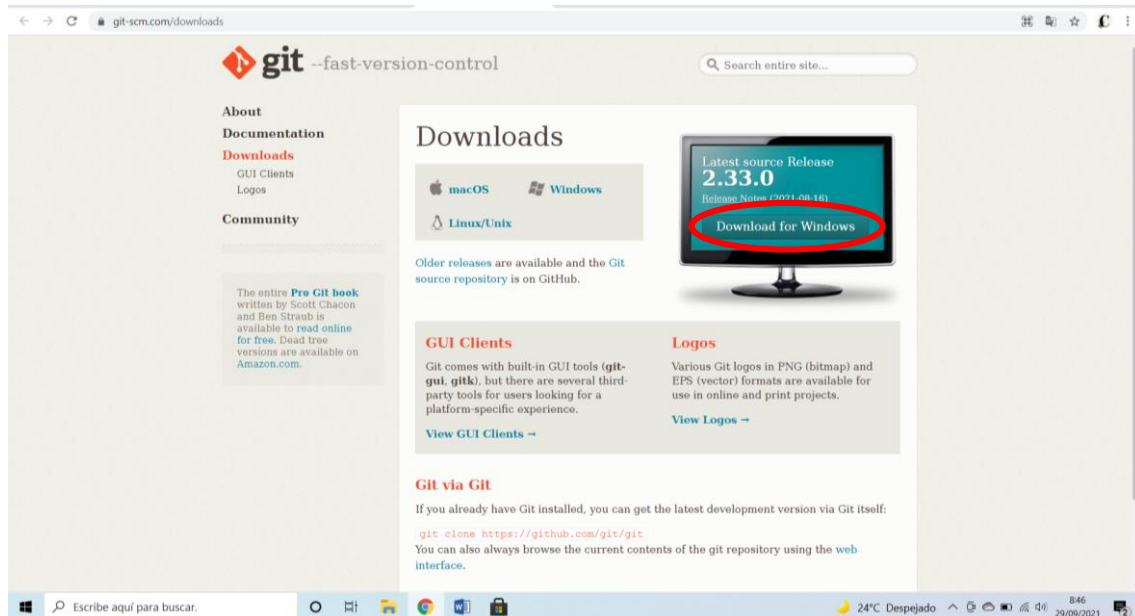 git-scm.com/downloads
git --fast-version-control
Search entire site...
About
Documentation
Downloads
GUI Clients
Logos
Community
The entire Pro Git book
written by Scott Chacon
and Ben Straub is
available to read online
for free. Dead tree
versions are available on
Amazon.com.
Downloads
macOS Windows
Linux/Unix
Older releases are available and the Git
source repository is on GitHub.
Latest source Release
2.33.0
Release Notes (2021-08-16)
Download for Windows
GUI Clients
Git comes with built-in GUI tools (git-
gui, gitk), but there are several third-
party tools for users looking for a
platform-specific experience.
View GUI Clients →
Logos
Various Git logos in PNG (bitmap) and
EPS (vector) formats are available for
use in online and print projects.
View Logos →
Git via Git
If you already have Git installed, you can get the latest development version via Git itself:
git clone https://github.com/git/git
You can also always browse the current contents of the git repository using the web
interface.
Escribe aquí para buscar.
24°C Despejado
8:46
29/09/2021